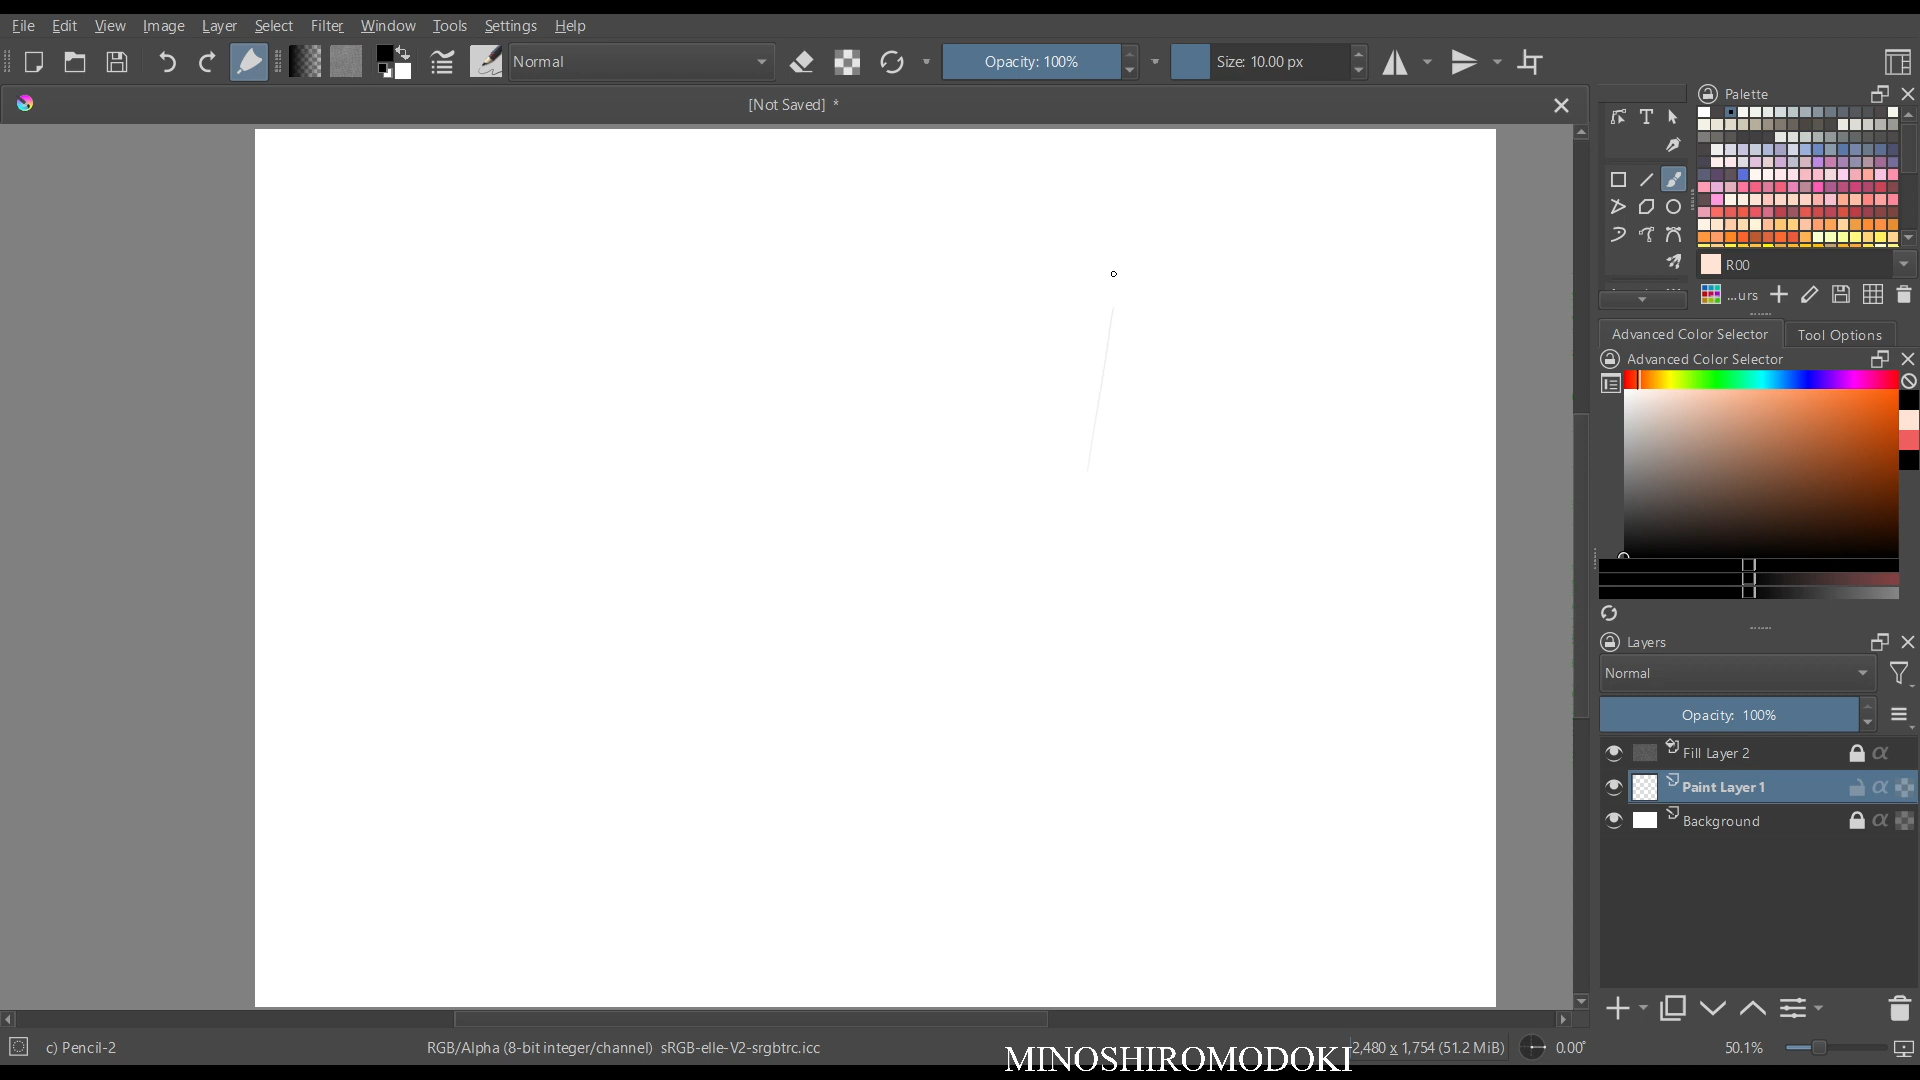 File Edit View Image Layer Select Filter Window Tools Settings Help
Normal Opacity: 100% Size: 10.00 px
[Not Saved] *
Palette
R00
...urs
Advanced Color Selector Tool Options
Advanced Color Selector
Layers
Normal
Opacity: 100%
Fill Layer 2
Paint Layer 1
Background
c) Pencil-2 RGB/Alpha (8-bit integer/channel) sRGB-elle-V2-srgbtrc.icc 2,480 x 1,754 (51.2 MiB) 0.00° 50.1%
MINOSHIROMODOKI